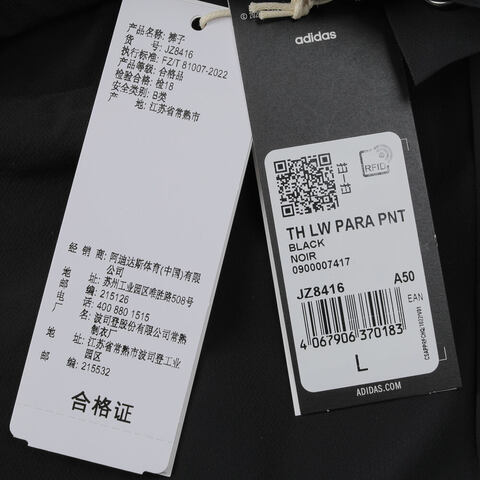 产品名称: 裤子
货 号: JZ8416
执行标准: FZ/T 81007-2022
产品等级: 合格品
检验合格: 检18
安全类别: B类
产 地: 江苏省常熟市
经 销 商: 阿迪达斯体育(中国)有限公司
地 址: 苏州工业园区唯胜路508号
邮 编: 215126
电 话: 400 880 1515
厂 名: 波司登股份有限公司常熟制衣厂
地 址: 江苏省常熟市波司登工业园区
邮 编: 215532
合格证
adidas
RFID
TH LW PARA PNT
BLACK
NOIR
0900007417
JZ8416
A50
EAN
4 067906 370183
L
ADIDAS.COM